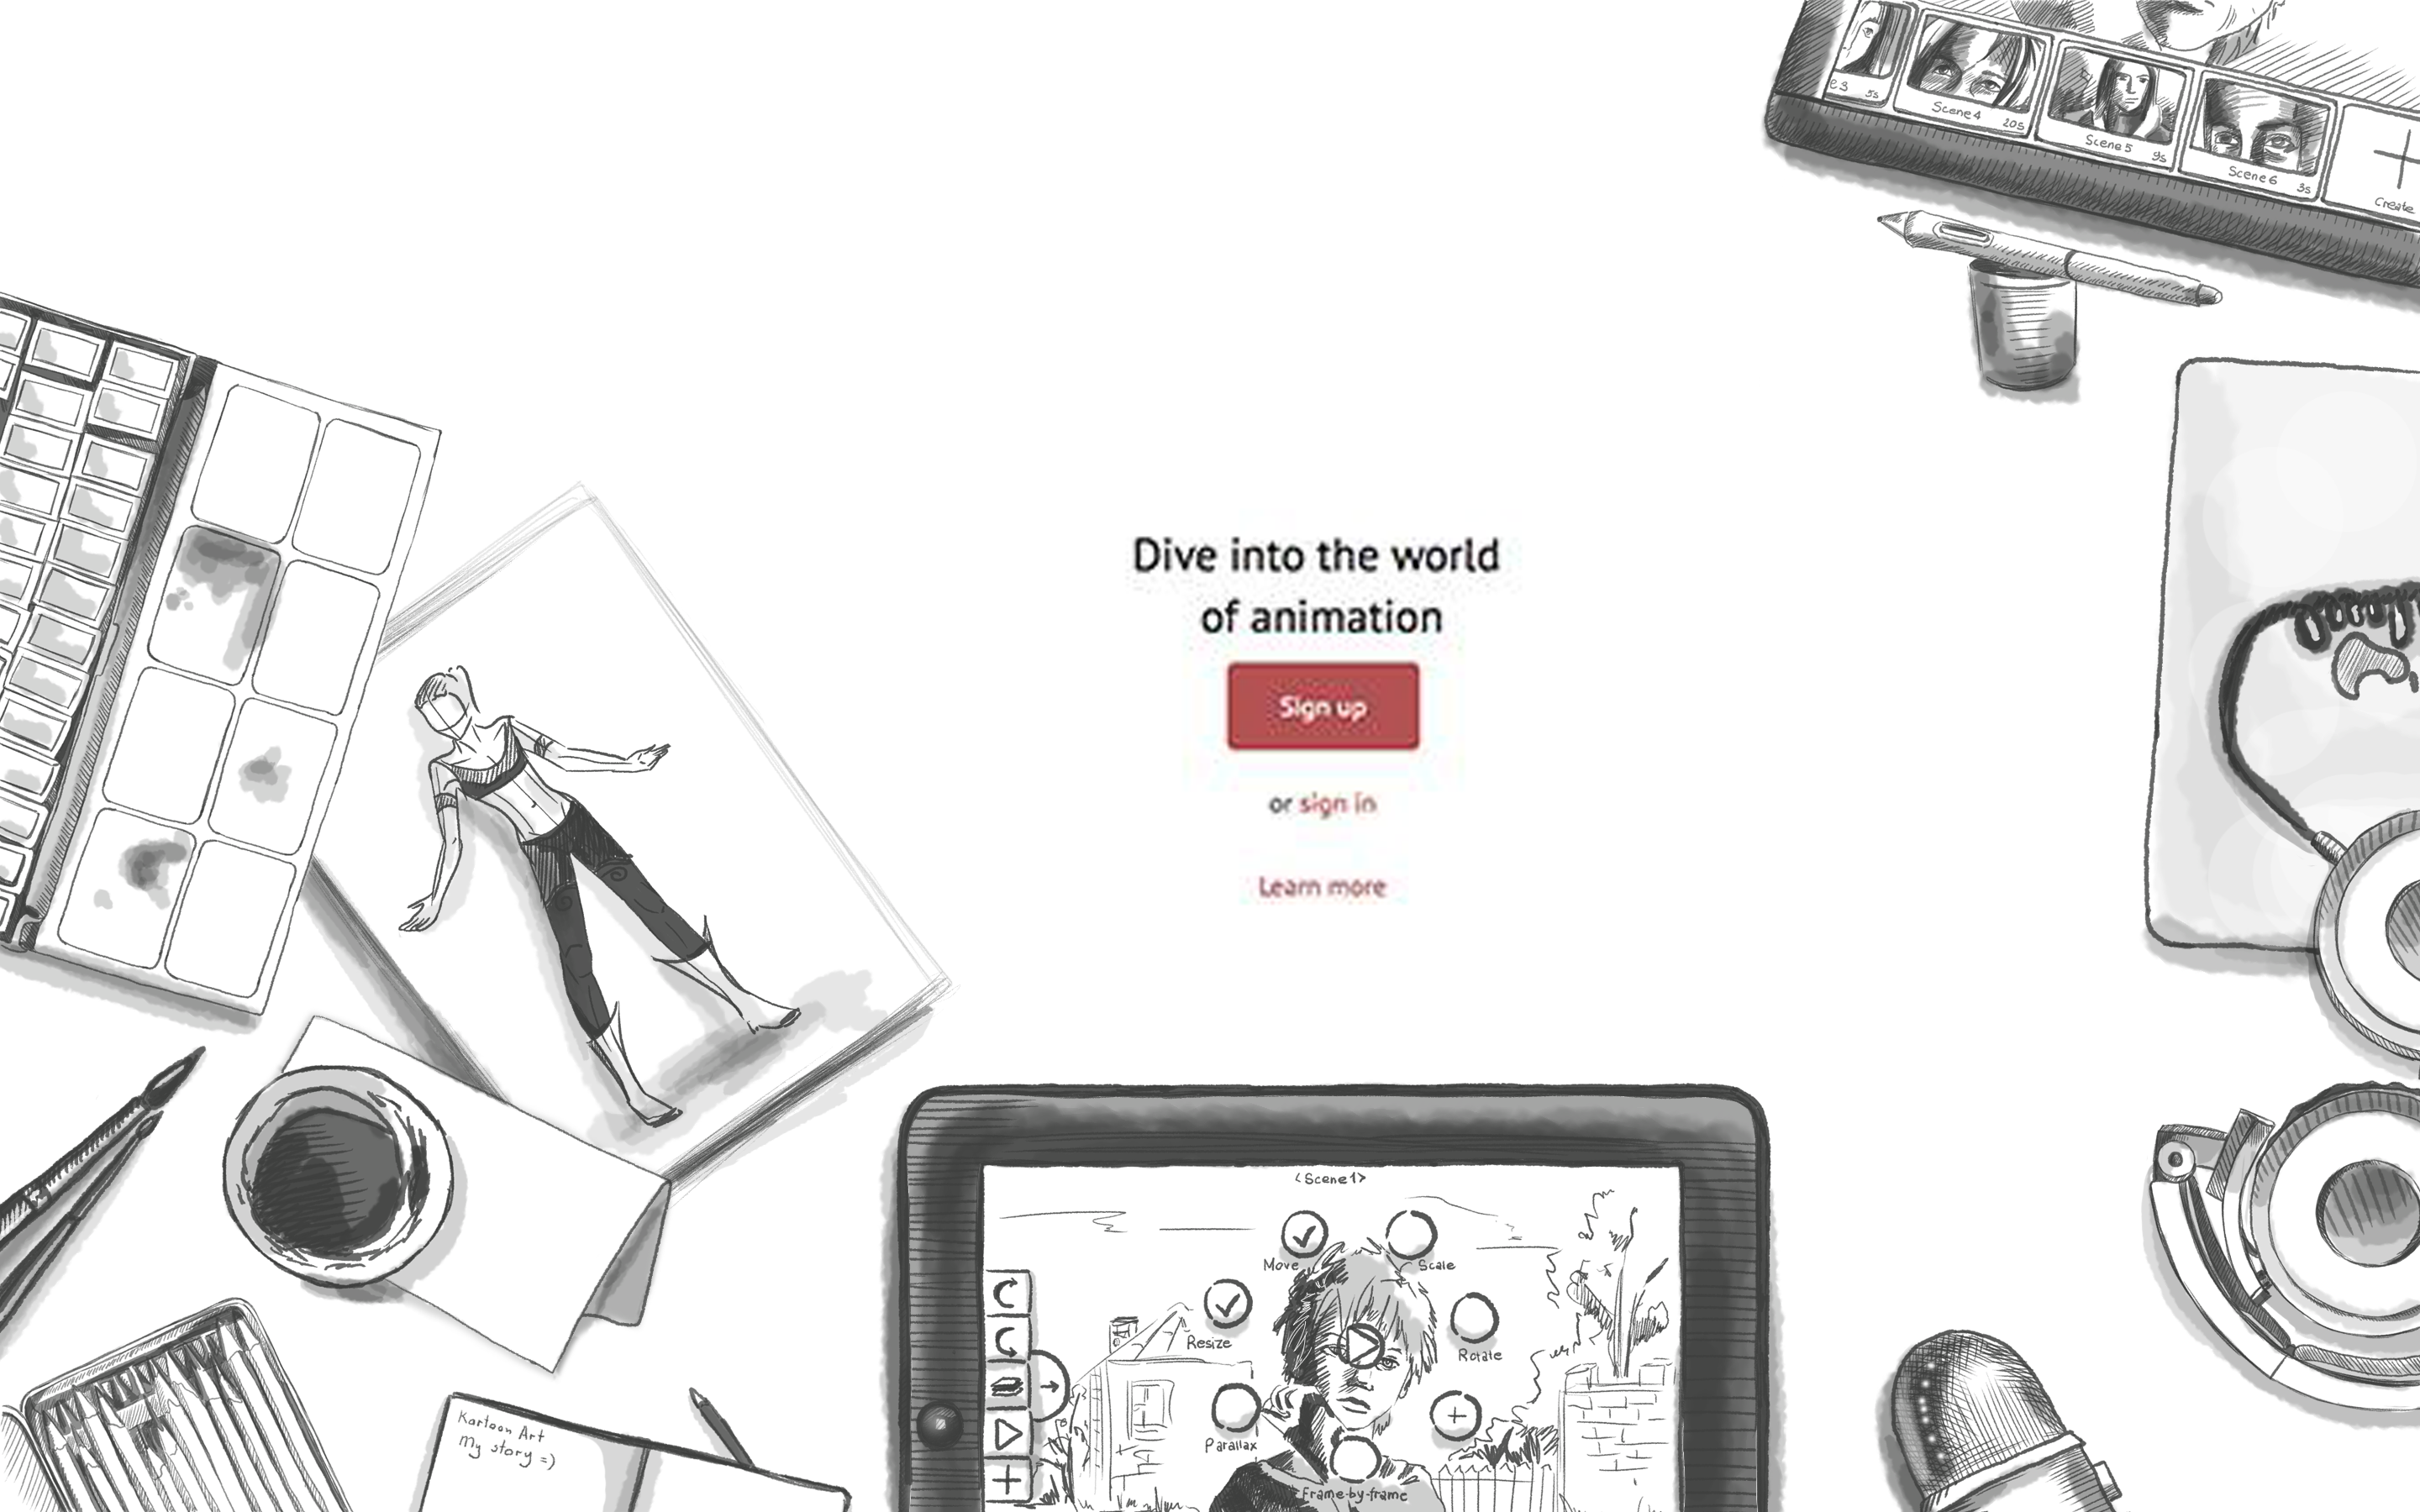 e 3 5s
Scene 4 20s
Scene 5 9s
Scene 6 3s
Create
Dive into the world
of animation
Sign up
or sign in
Learn more
<Scene 1>
Move
Scale
Resize
Rotate
Parallax
Frame-by-frame
Kartoon Art
My story =)